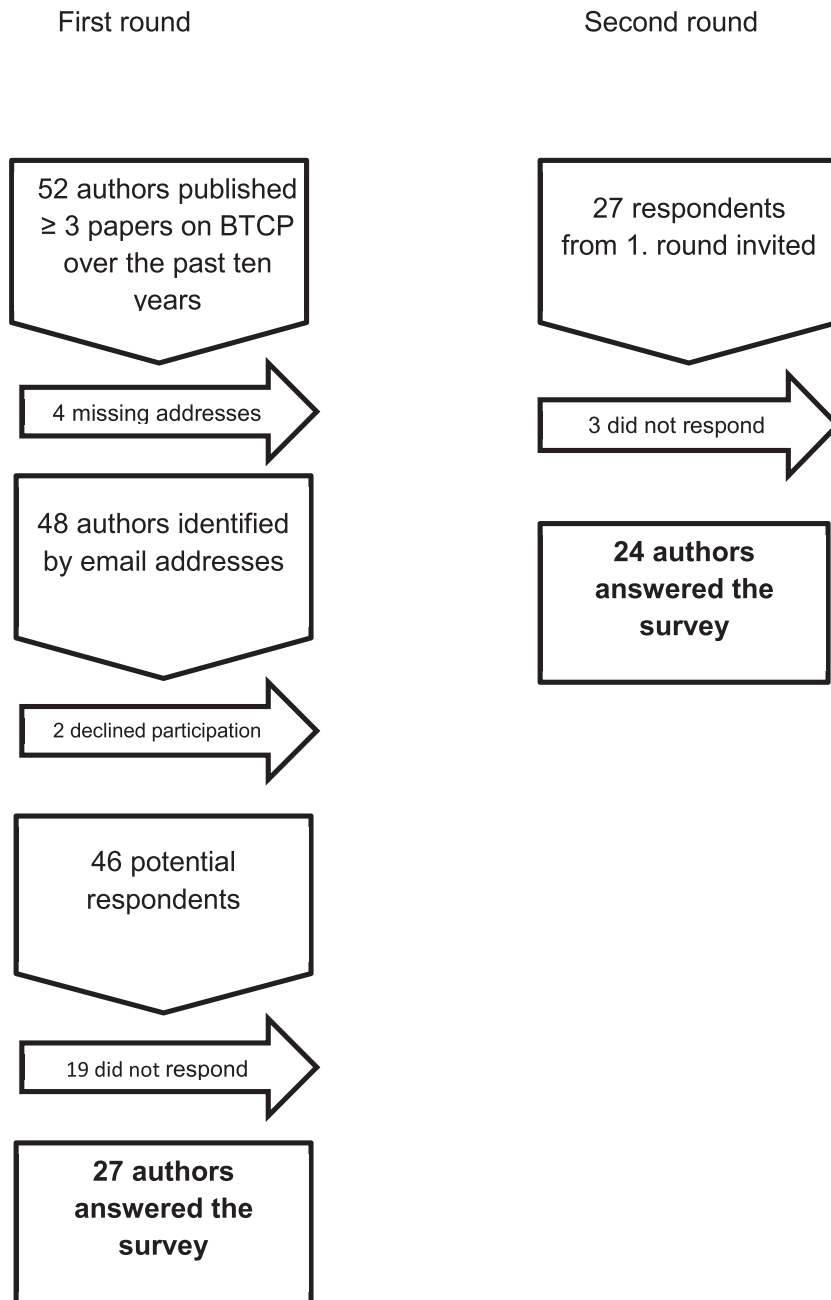 First round
52 authors published
≥ 3 papers on BTCP
over the past ten
years
4 missing addresses
48 authors identified
by email addresses
2 declined participation
46 potential
respondents
19 did not respond
27 authors
answered the
survey
Second round
27 respondents
from 1. round invited
3 did not respond
24 authors
answered the
survey